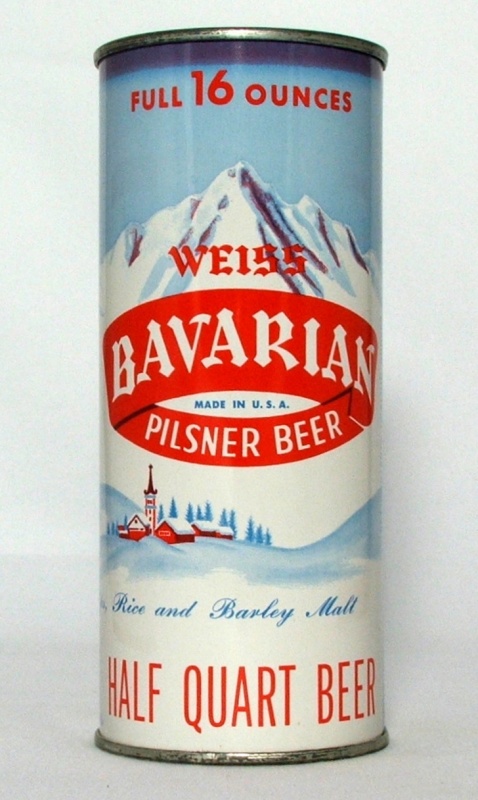 FULL 16 OUNCES
WEISS
BAVARIAN
MADE IN U.S.A.
PILSNER BEER
Rice and Barley Malt
HALF QUART BEER